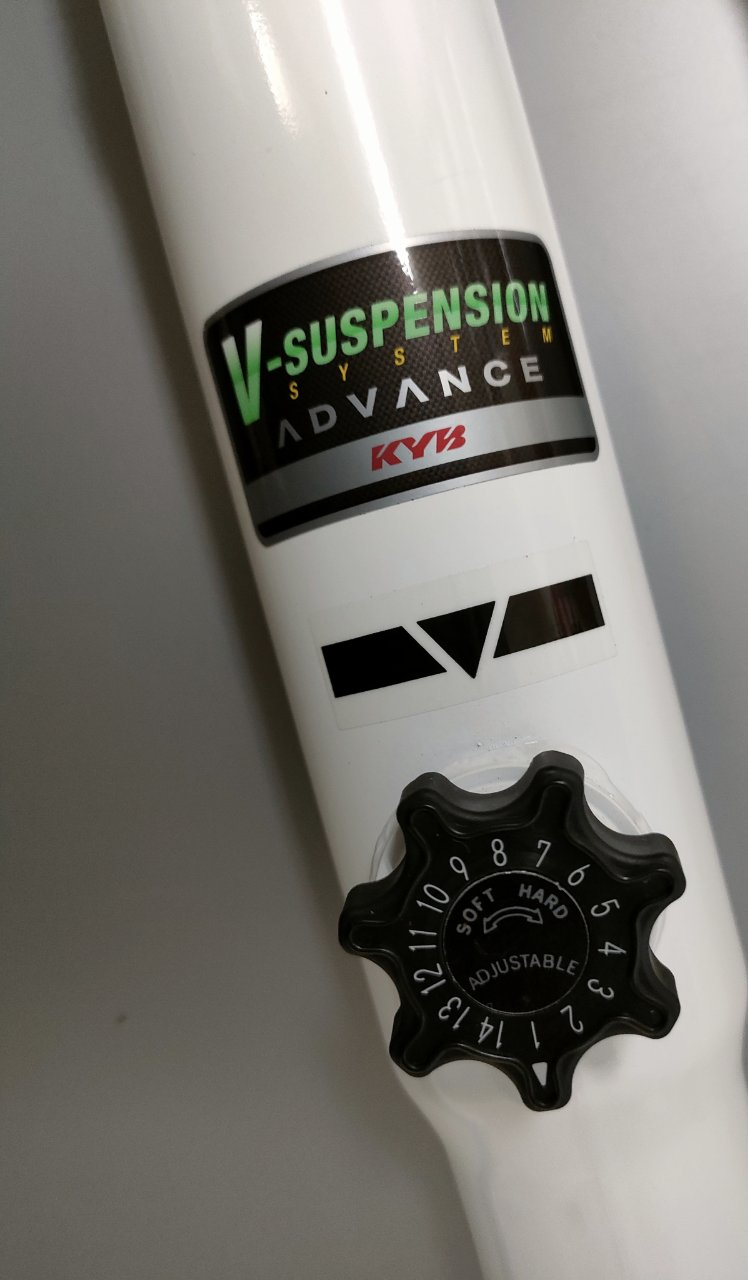 V-SUSPENSION
SYSTEM
ADVANCE
KYB
1 2 3 4 5 6 7 8 9 10 11 12 13 14
SOFT HARD
ADJUSTABLE